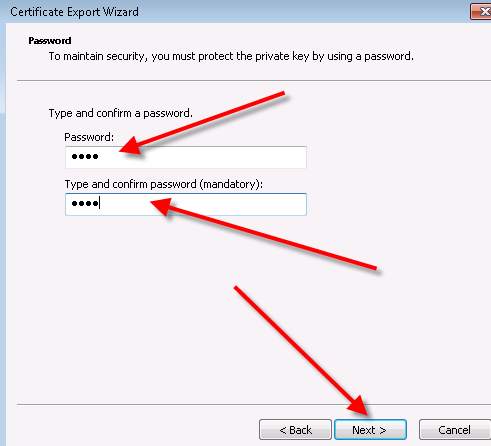 Certificate Export Wizard
Password
To maintain security, you must protect the private key by using a password.
Type and confirm a password.
Password:
••••
Type and confirm password (mandatory):
••••
< Back
Next >
Cancel